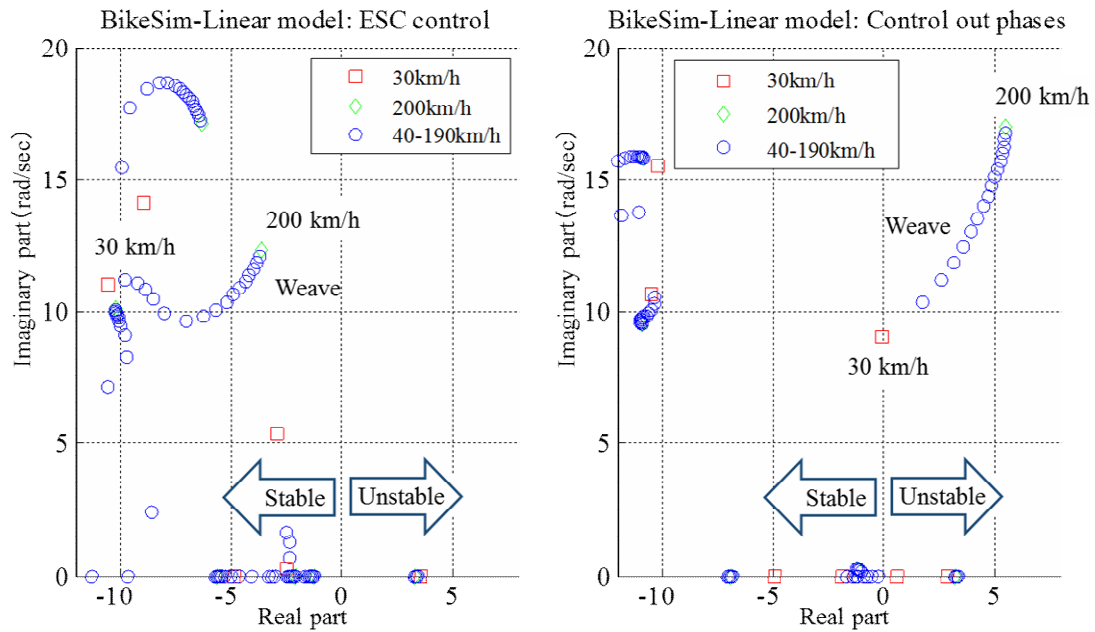 BikeSim-Linear model: ESC control
20
15
10
5
0
Imaginary part(rad/sec)
30km/h
200km/h
40-190km/h
30 km/h
200 km/h
Weave
Stable
Unstable
-10
-5
0
5
Real part
BikeSim-Linear model: Control out phases
20
15
10
5
0
Imaginary part(rad/sec)
30km/h
200km/h
40-190km/h
200 km/h
Weave
30 km/h
Stable
Unstable
-10
-5
0
5
Real part